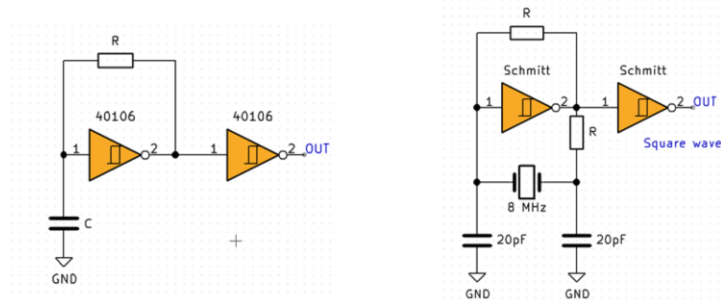 R
40106
40106
1
2
1
2
OUT
C
GND
R
Schmitt
Schmitt
1
2
1
2
OUT
R
Square wave
8 MHz
20pF
20pF
GND
GND